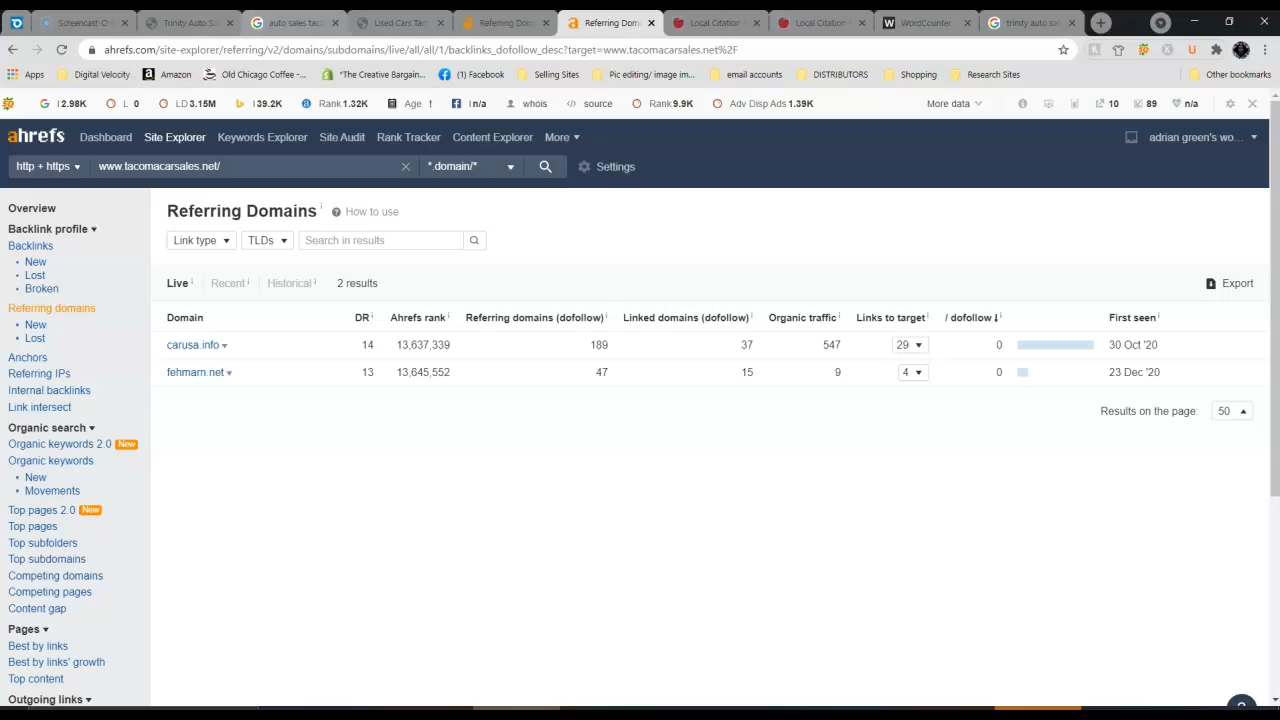 Screencast-O-
Trinity Auto Sal
auto sales taco
Used Cars Tac
Referring Dom
Referring Dom
Local Citation F
Local Citation F
WordCounter
trinity auto sal
ahrefs.com/site-explorer/referring/v2/domains/subdomains/live/all/all/1/backlinks_dofollow_desc?target=www.tacomacarsales.net%2F
Apps
Digital Velocity
Amazon
Old Chicago Coffee -...
"The Creative Bargain...
(1) Facebook
Selling Sites
Pic editing/ image im...
email accounts
DISTRIBUTORS
Shopping
Research Sites
Other bookmarks
I 2.98K
L 0
LD 3.15M
I 39.2K
Rank 1.32K
Age !
I n/a
whois
source
Rank 9.9K
Adv Disp Ads 1.39K
More data
10
89
n/a
ahrefs
Dashboard
Site Explorer
Keywords Explorer
Site Audit
Rank Tracker
Content Explorer
More
adrian green's wo...
http + https
www.tacomacarsales.net/
*.domain/*
Settings
Overview
Backlink profile
Backlinks
• New
• Lost
• Broken
Referring domains
• New
• Lost
Anchors
Referring IPs
Internal backlinks
Link intersect
Organic search
Organic keywords 2.0 New
Organic keywords
• New
• Movements
Top pages 2.0 New
Top pages
Top subfolders
Top subdomains
Competing domains
Competing pages
Content gap
Pages
Best by links
Best by links' growth
Top content
Outgoing links
Referring Domains
How to use
Link type
TLDs
Search in results
Live
Recent
Historical
2 results
Export
Domain DR Ahrefs rank Referring domains (dofollow) Linked domains (dofollow) Organic traffic Links to target / dofollow First seen
carusa.info 14 13,637,339 189 37 547 29 0 30 Oct '20
fehmarn.net 13 13,645,552 47 15 9 4 0 23 Dec '20
Results on the page: 50